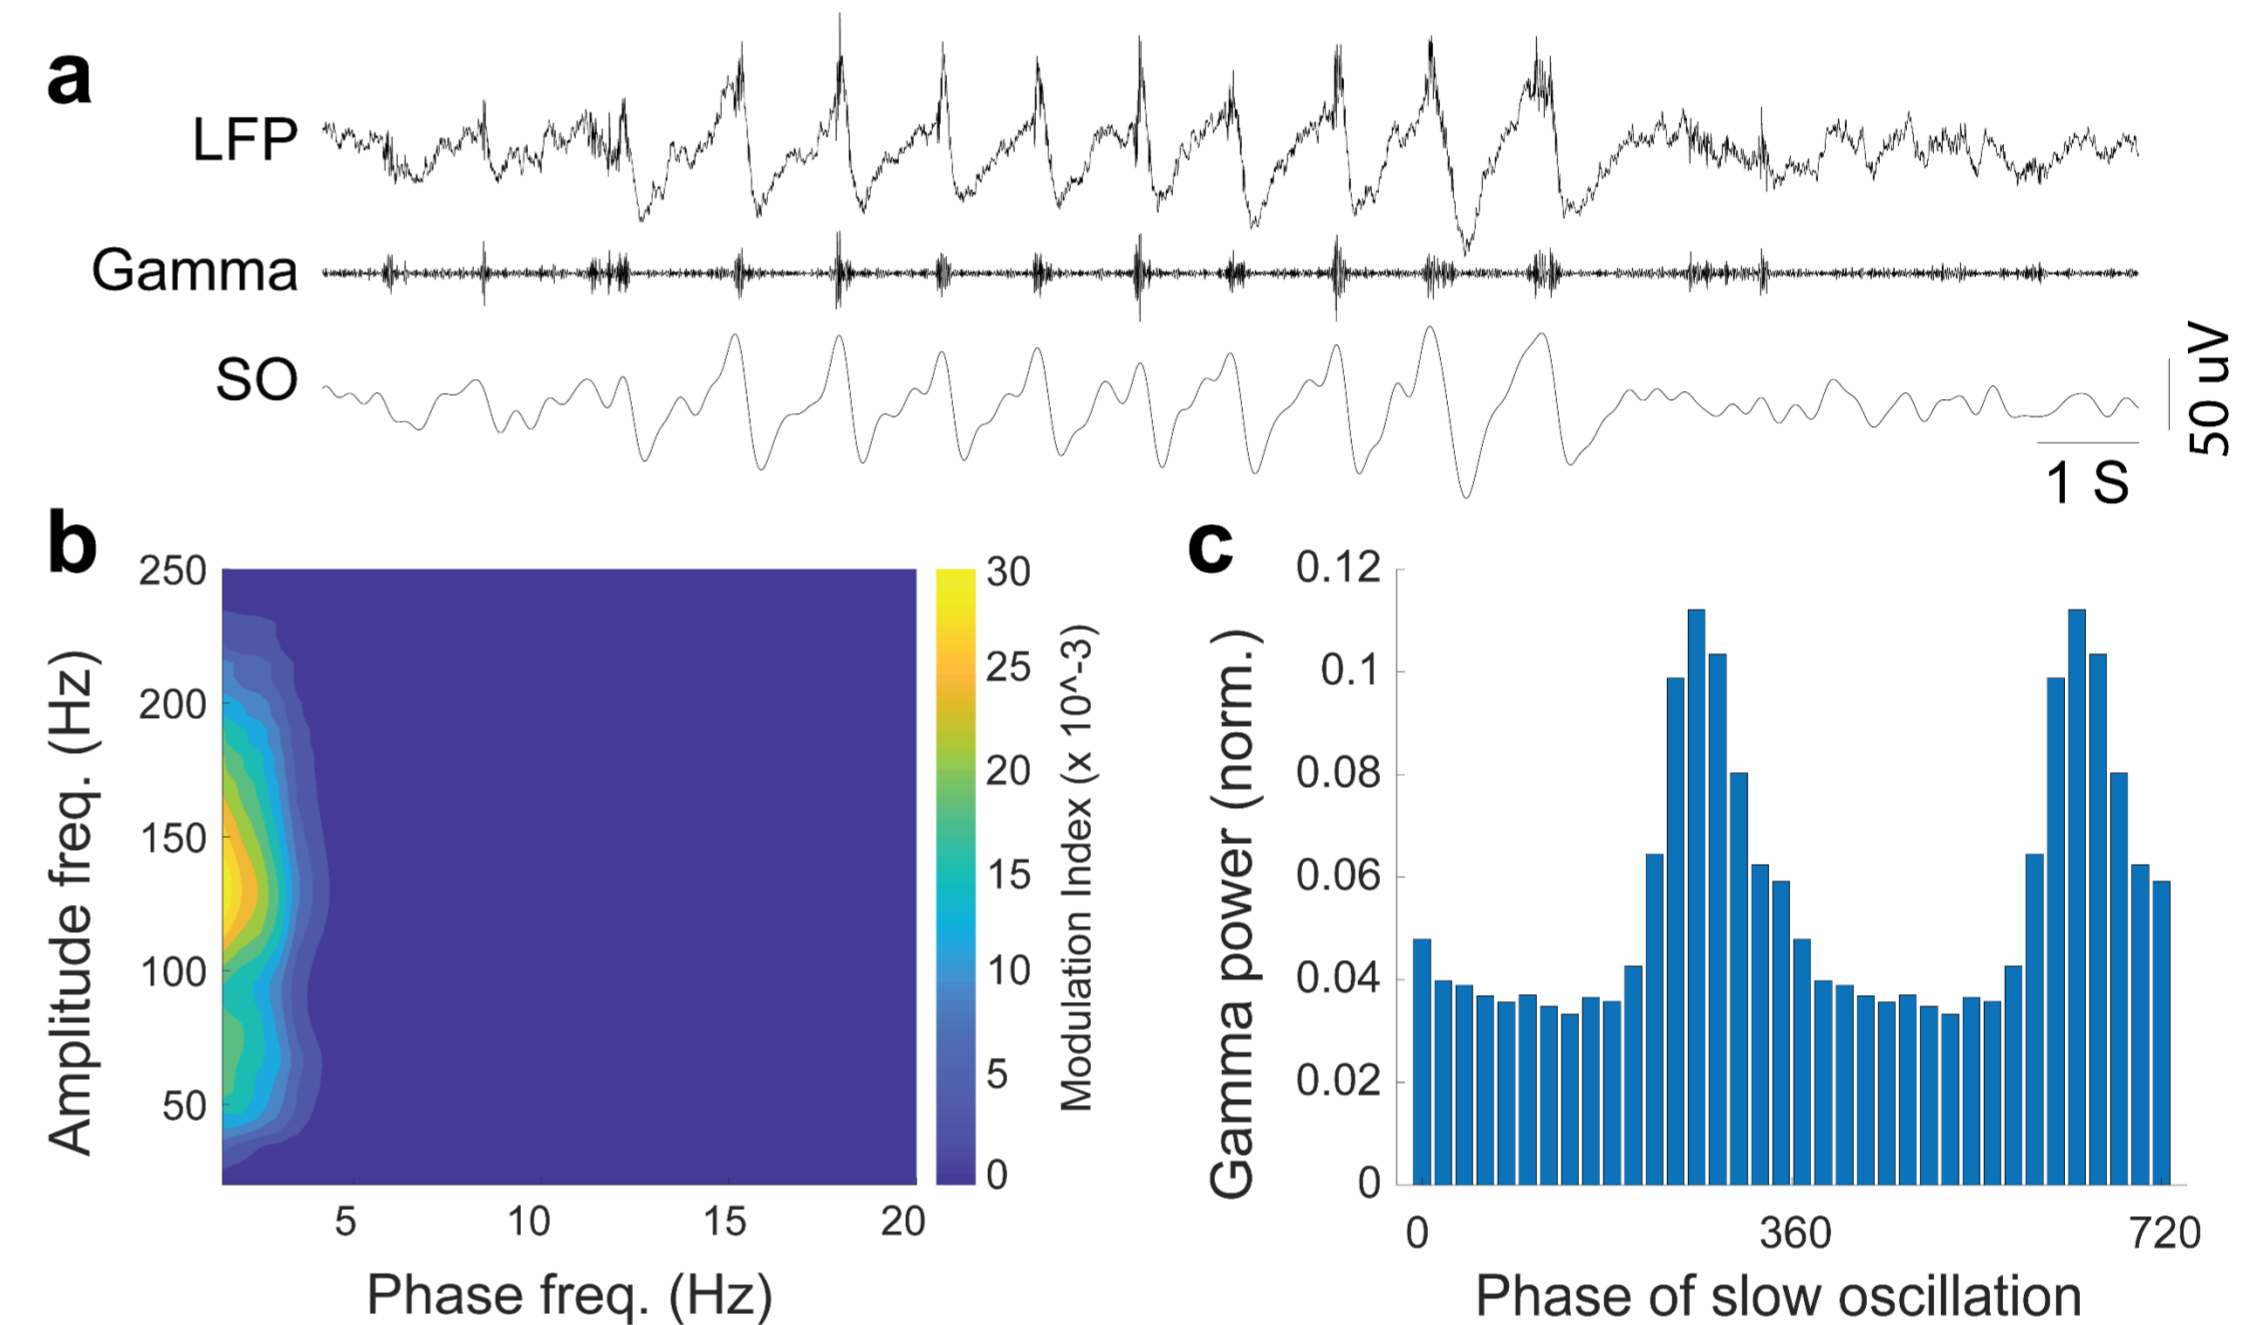 a
LFP
Gamma
SO
50 uV
1 S
b
250
200
150
100
50
Amplitude freq. (Hz)
5
10
15
20
Phase freq. (Hz)
30
25
20
15
10
5
0
Modulation Index (x 10^-3)
c
0.12
0.1
0.08
0.06
0.04
0.02
0
Gamma power (norm.)
0
360
720
Phase of slow oscillation